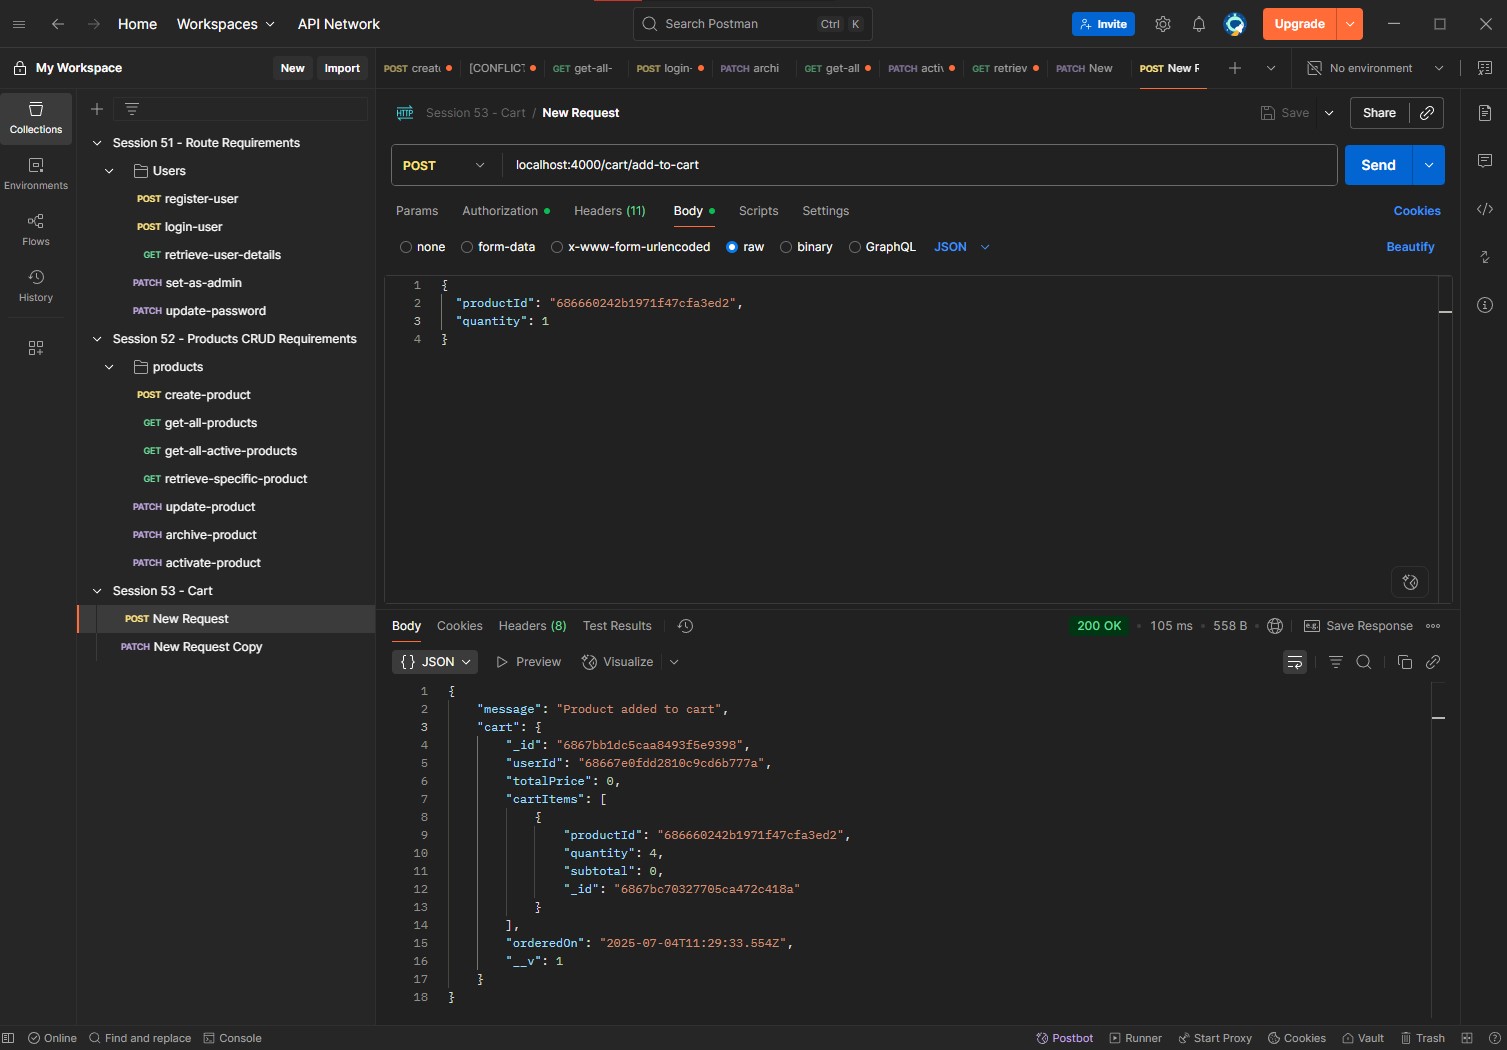 Home Workspaces API Network Search Postman Ctrl K Invite Upgrade
My Workspace New Import
POST creat [CONFLICT GET get-all- POST login- PATCH archi GET get-all PATCH activ GET retriev PATCH New POST New R No environment
Collections
Environments
Flows
History
Session 51 - Route Requirements
Users
POST register-user
POST login-user
GET retrieve-user-details
PATCH set-as-admin
PATCH update-password
Session 52 - Products CRUD Requirements
products
POST create-product
GET get-all-products
GET get-all-active-products
GET retrieve-specific-product
PATCH update-product
PATCH archive-product
PATCH activate-product
Session 53 - Cart
POST New Request
PATCH New Request Copy
HTTP Session 53 - Cart / New Request Save Share
POST localhost:4000/cart/add-to-cart Send
Params Authorization Headers (11) Body Scripts Settings Cookies
none form-data x-www-form-urlencoded raw binary GraphQL JSON Beautify
1 {
2 "productId": "686660242b1971f47cfa3ed2",
3 "quantity": 1
4 }
Body Cookies Headers (8) Test Results 200 OK • 105 ms • 558 B • e.g. Save Response
{} JSON Preview Visualize
1 {
2 "message": "Product added to cart",
3 "cart": {
4 "_id": "6867bb1dc5caa8493f5e9398",
5 "userId": "68667e0fdd2810c9cd6b777a",
6 "totalPrice": 0,
7 "cartItems": [
8 {
9 "productId": "686660242b1971f47cfa3ed2",
10 "quantity": 4,
11 "subtotal": 0,
12 "_id": "6867bc70327705ca472c418a"
13 }
14 ],
15 "orderedOn": "2025-07-04T11:29:33.554Z",
16 "__v": 1
17 }
18 }
Online Find and replace Console Postbot Runner Start Proxy Cookies Vault Trash